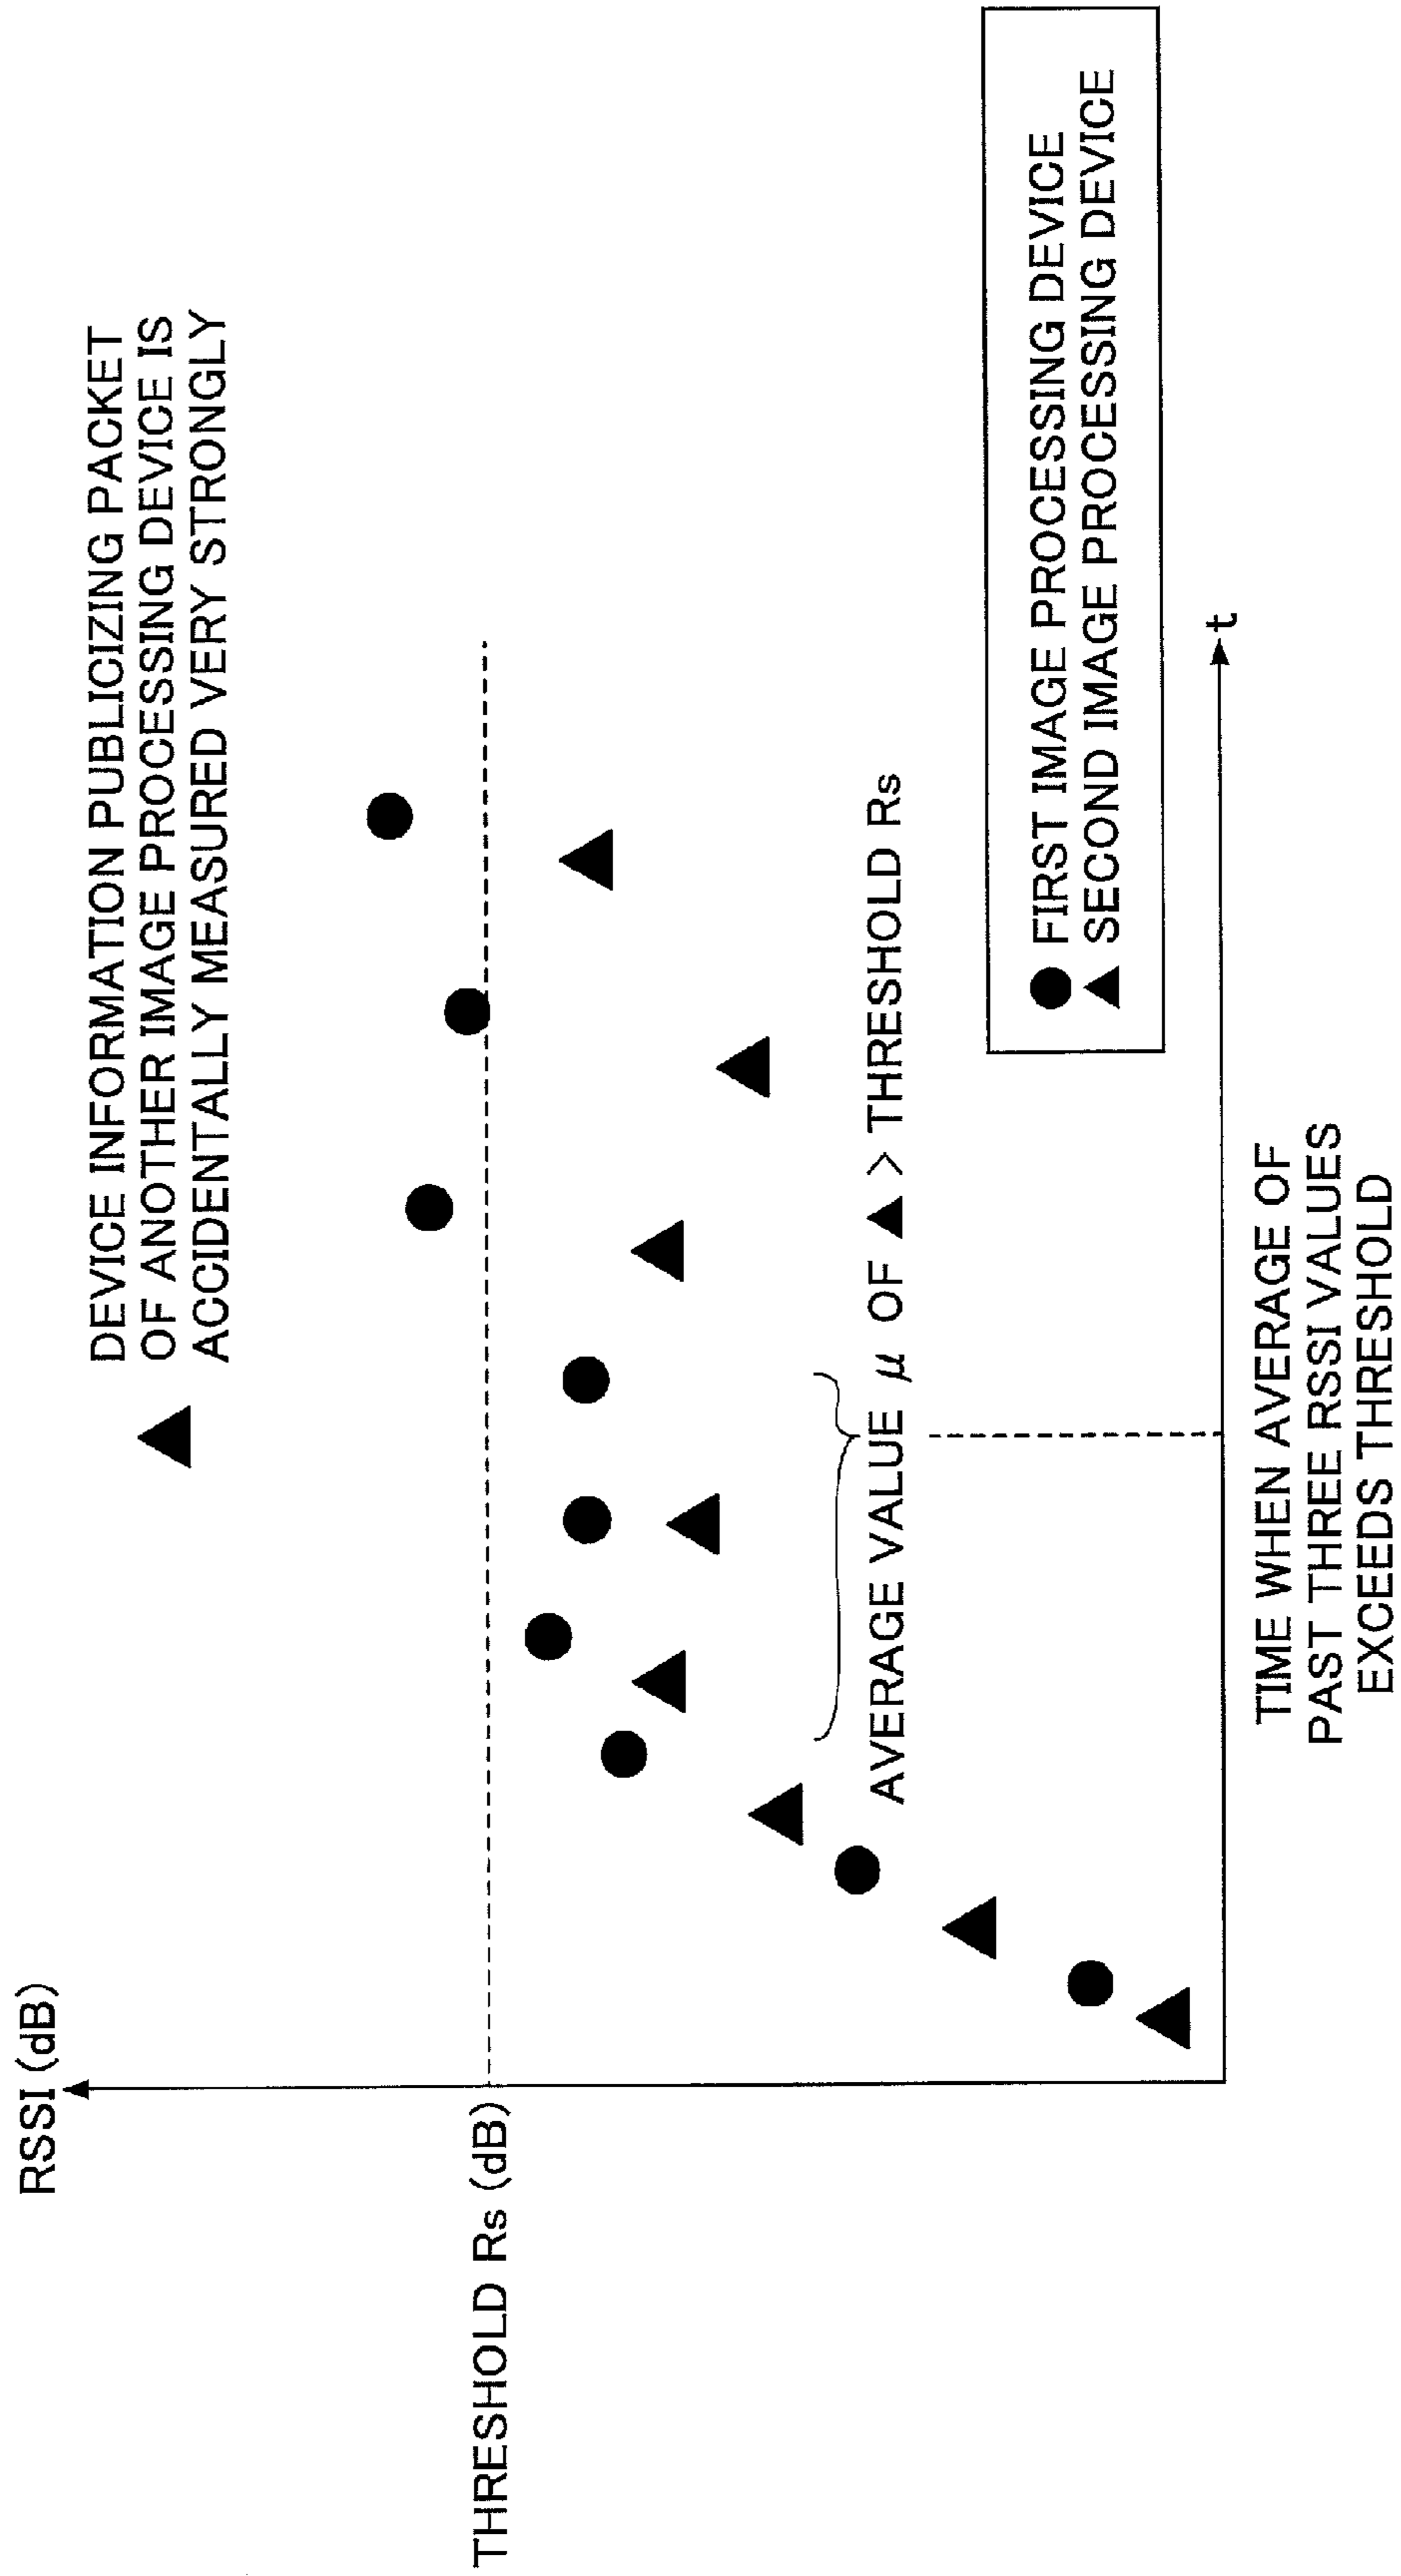 RSSI (dB)
DEVICE INFORMATION PUBLICIZING PACKET
OF ANOTHER IMAGE PROCESSING DEVICE IS
ACCIDENTALLY MEASURED VERY STRONGLY
THRESHOLD Rs (dB)
AVERAGE VALUE μ OF ▲ > THRESHOLD Rs
● FIRST IMAGE PROCESSING DEVICE
▲ SECOND IMAGE PROCESSING DEVICE
t
TIME WHEN AVERAGE OF
PAST THREE RSSI VALUES
EXCEEDS THRESHOLD